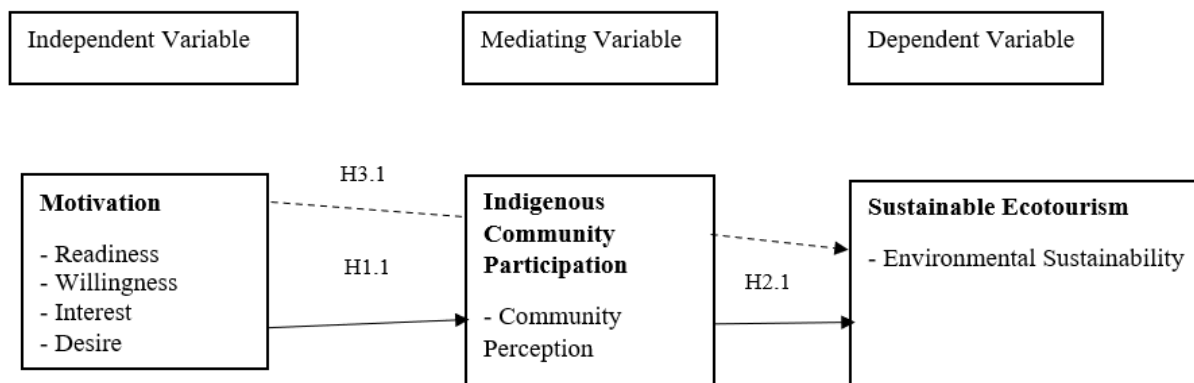 Independent Variable
Mediating Variable
Dependent Variable
Motivation
- Readiness
- Willingness
- Interest
- Desire
H3.1
H1.1
Indigenous
Community
Participation
- Community
Perception
H2.1
Sustainable Ecotourism
- Environmental Sustainability